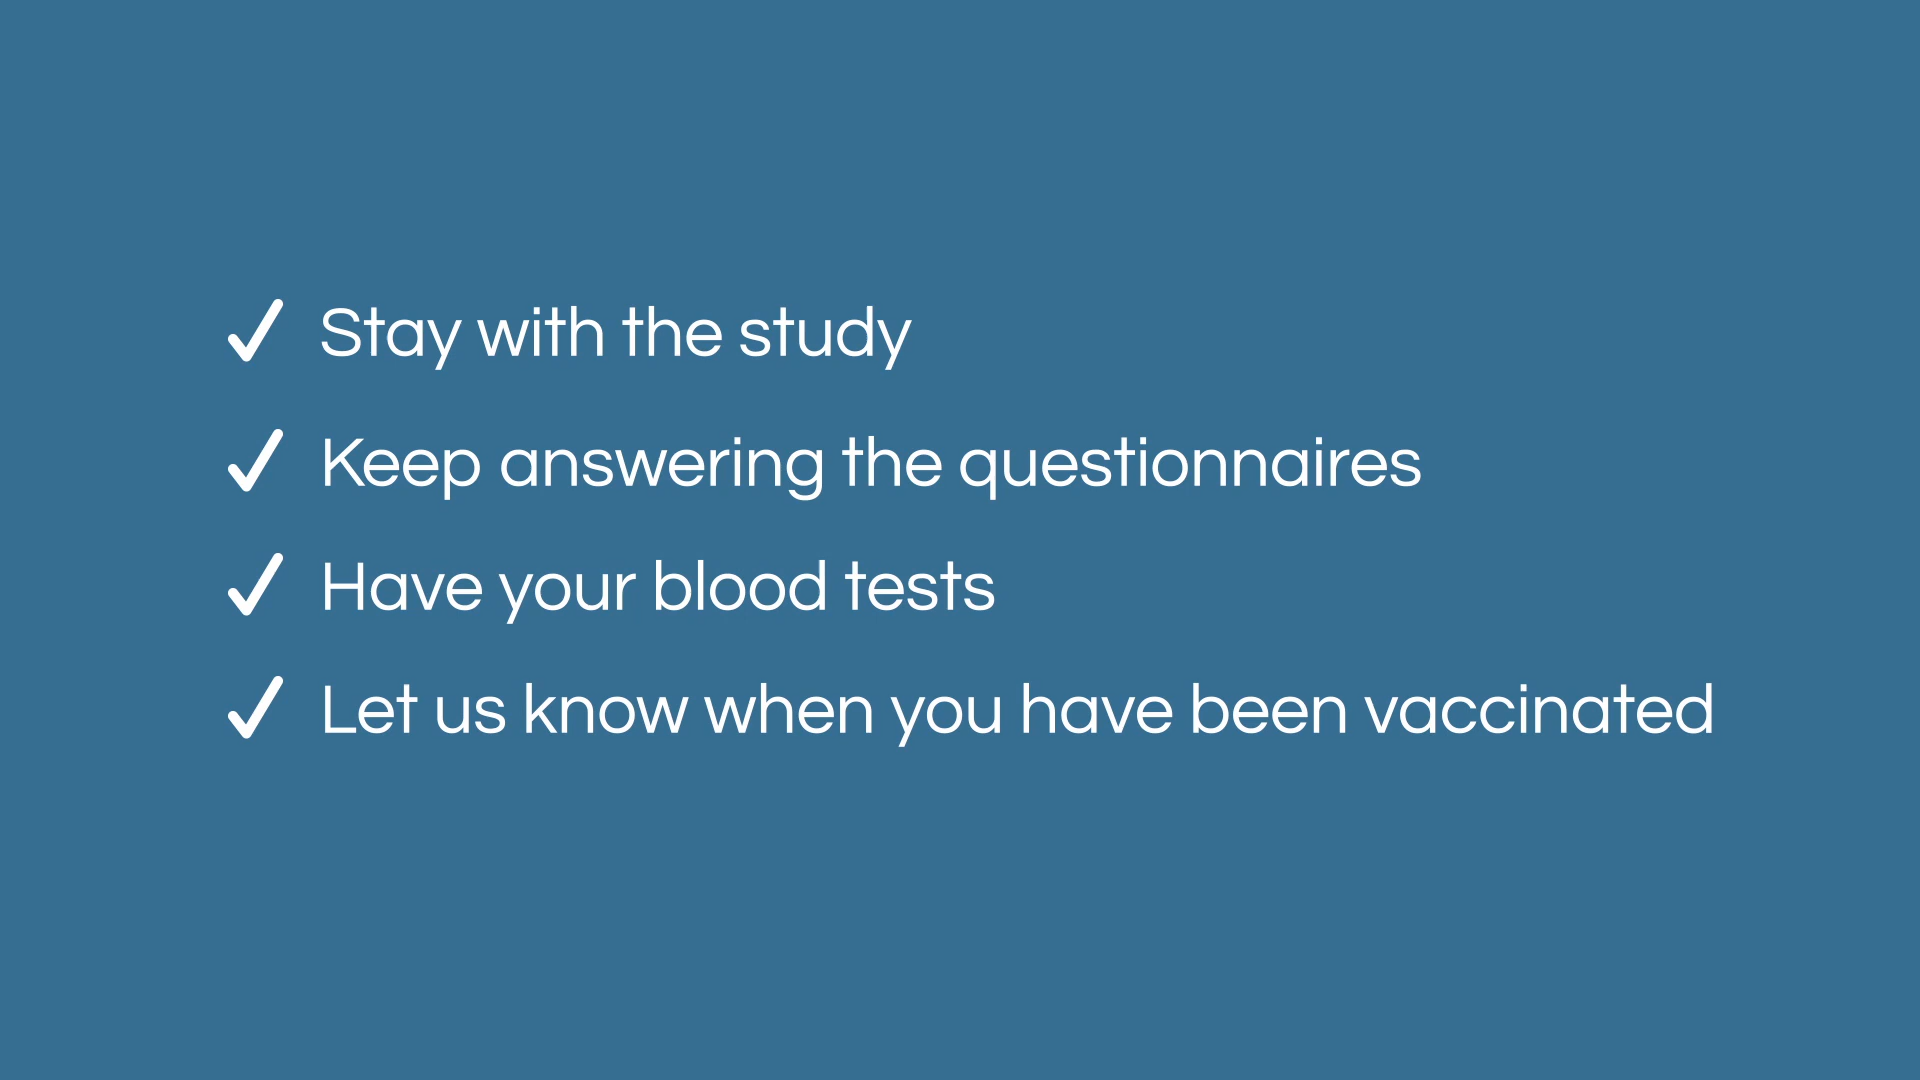 Stay with the study
Keep answering the questionnaires
Have your blood tests
Let us know when you have been vaccinated